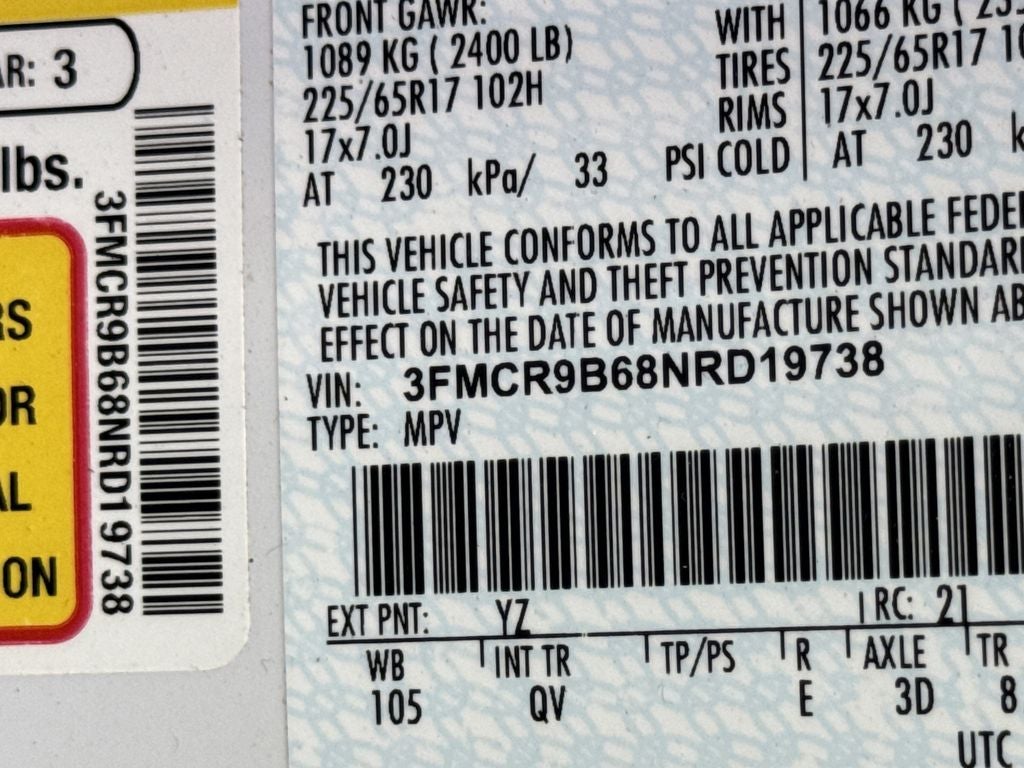 AR: 3
lbs.
RS
OR
AL
ON
3FMCR9B68NRD19738
FRONT GAWR:
1089 KG ( 2400 LB)
225/65R17 102H
17x7.0J
AT 230 kPa/ 33 PSI COLD
WITH
TIRES
RIMS
1066 KG (
225/65R17
17x7.0J
AT 230
THIS VEHICLE CONFORMS TO ALL APPLICABLE FEDE
VEHICLE SAFETY AND THEFT PREVENTION STANDAR
EFFECT ON THE DATE OF MANUFACTURE SHOWN AB
VIN: 3FMCR9B68NRD19738
TYPE: MPV
EXT PNT: YZ RC: 21
WB INT TR TP/PS R AXLE TR
105 QV E 3D 8
UTC